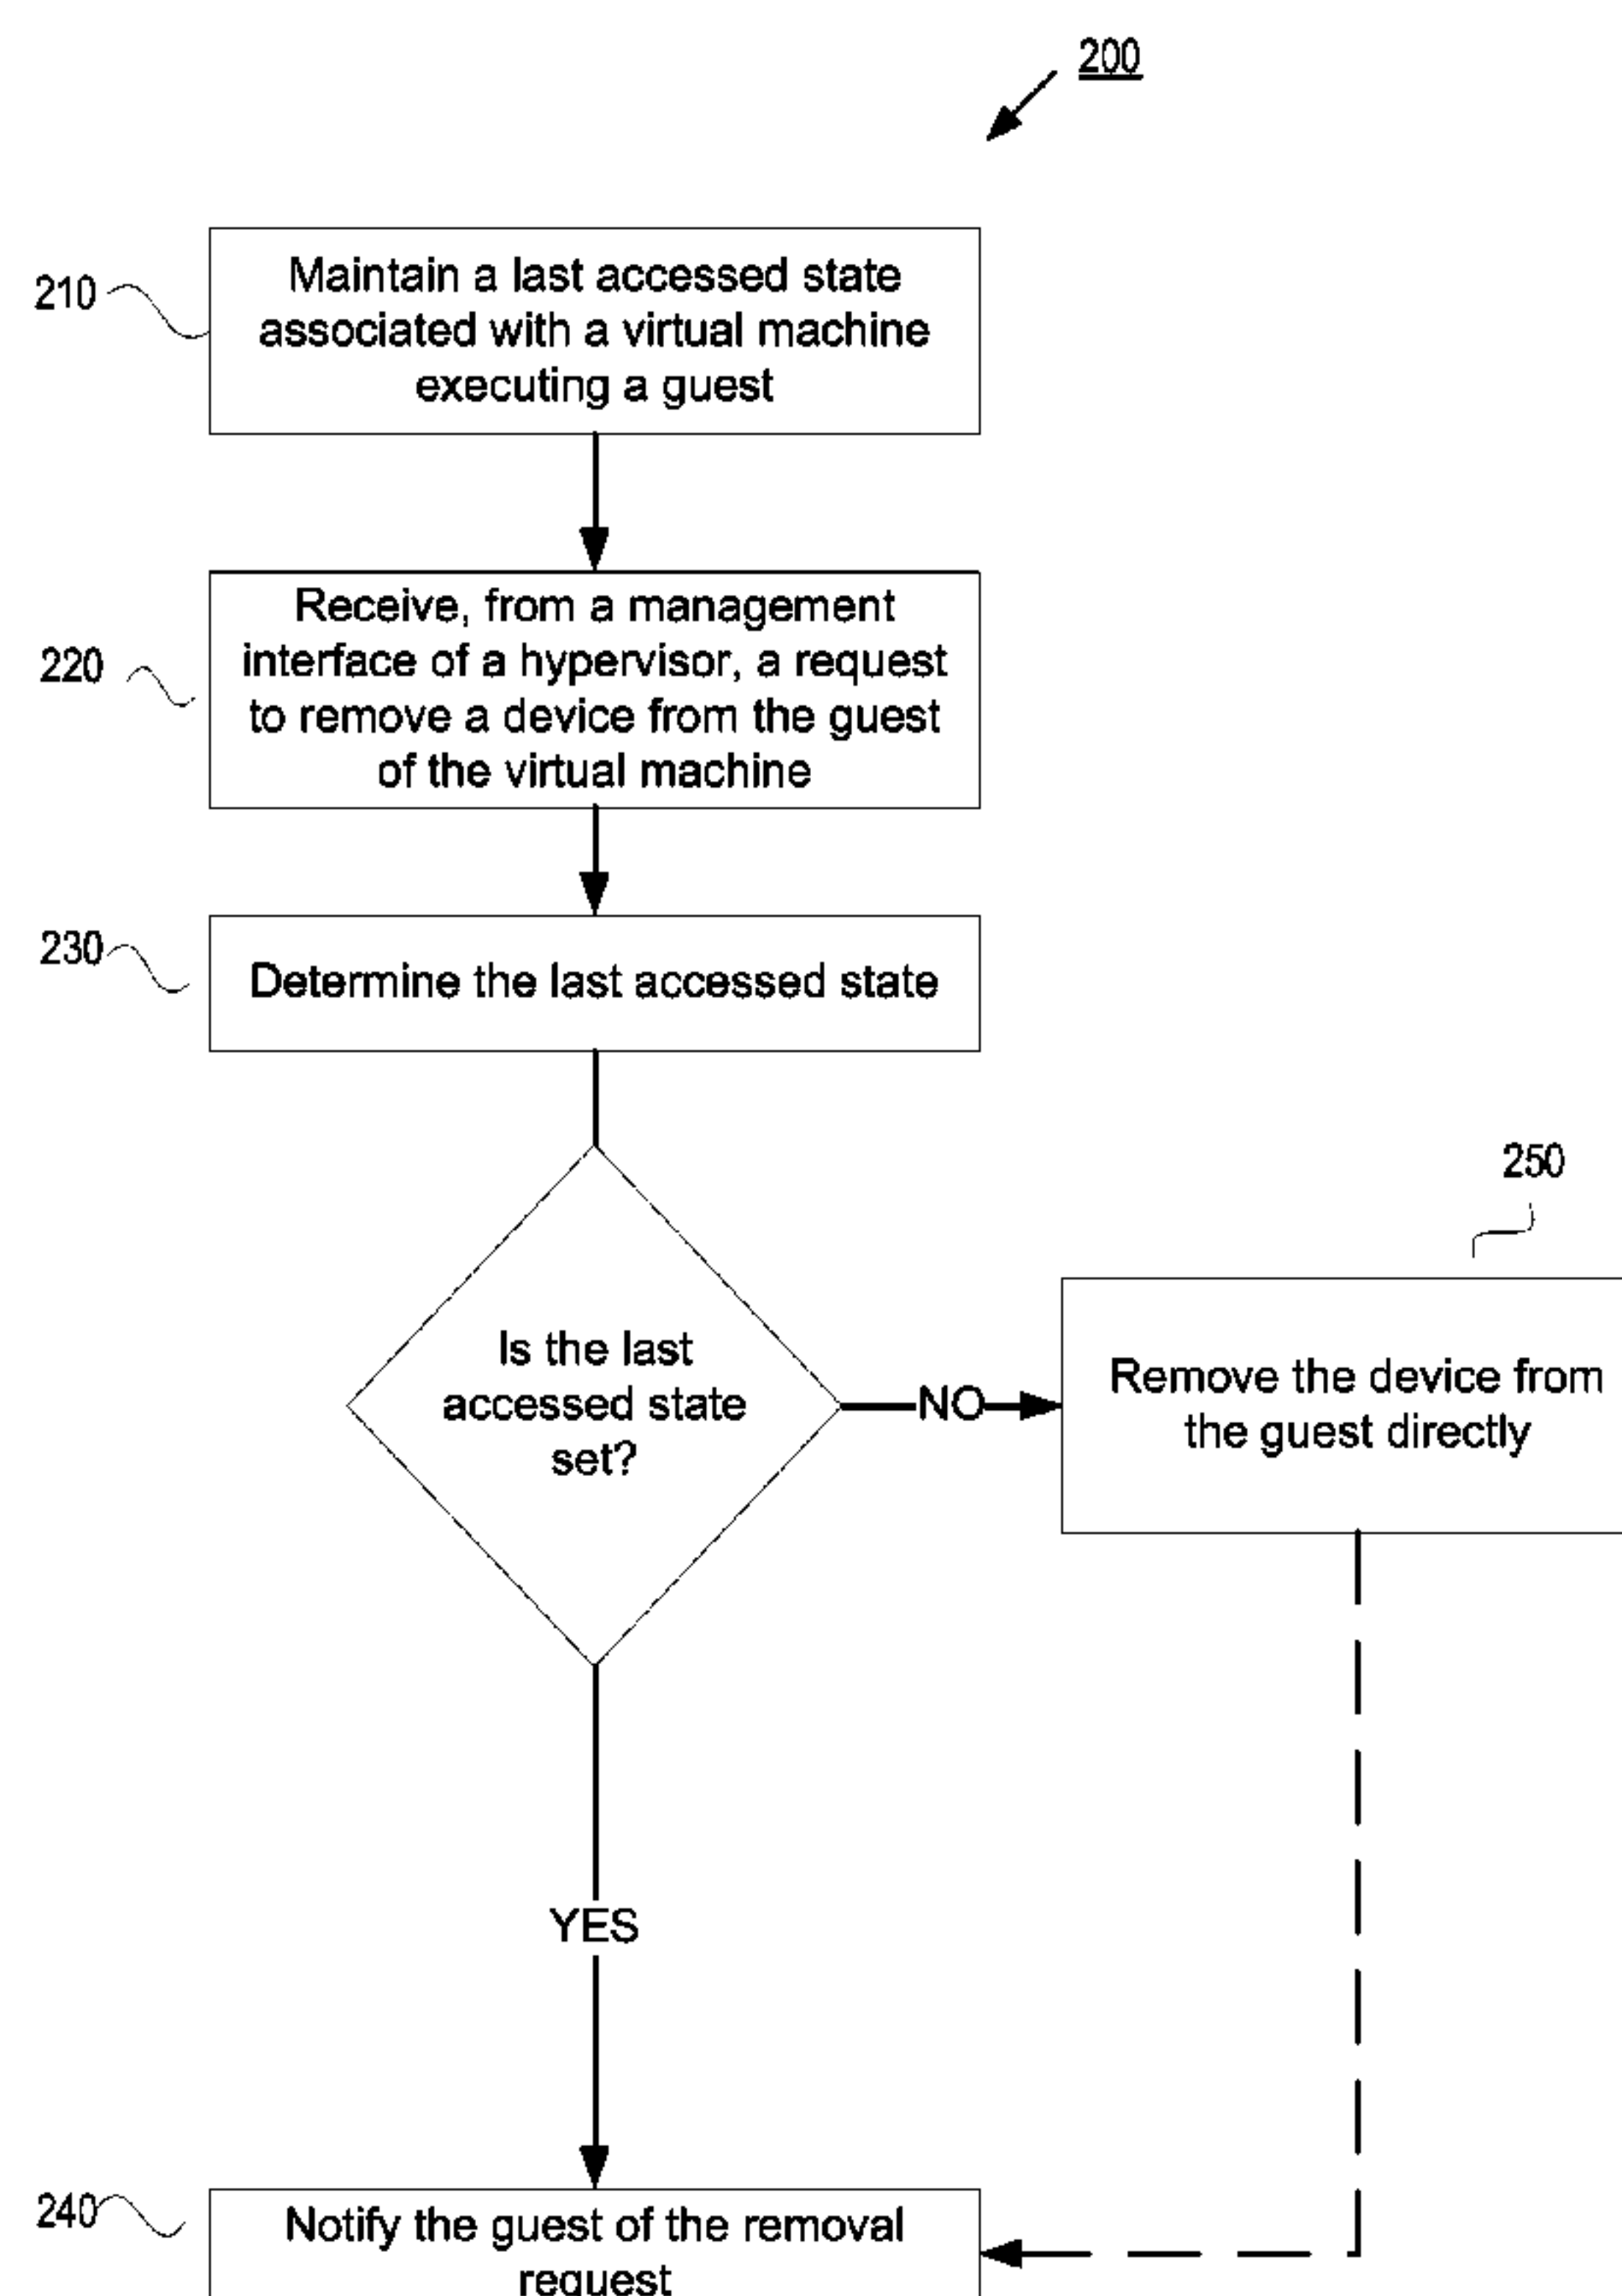 200
210
Maintain a last accessed state
associated with a virtual machine
executing a guest
220
Receive, from a management
interface of a hypervisor, a request
to remove a device from the guest
of the virtual machine
230
Determine the last accessed state
250
Is the last
accessed state
set?
NO
Remove the device from
the guest directly
YES
240
Notify the guest of the removal
request